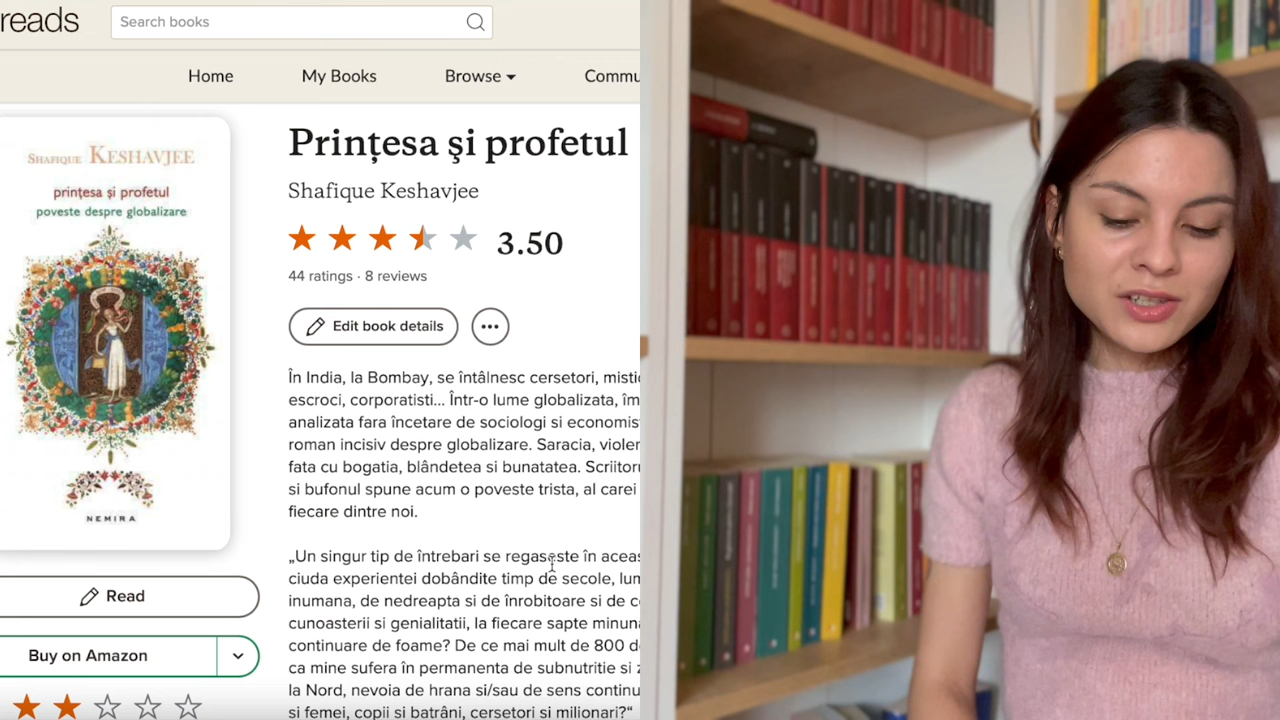 reads
Search books
Home
My Books
Browse
Commu
SHAFIQUE KESHAVJEE
prințesa și profetul
poveste despre globalizare
NEMIRA
Prințesa şi profetul
Shafique Keshavjee
3.50
44 ratings · 8 reviews
Edit book details
În India, la Bombay, se întâlnesc cersetori, mistic
escroci, corporatisti... Într-o lume globalizata, îm
analizata fara încetare de sociologi si economis
roman incisiv despre globalizare. Saracia, violen
fata cu bogatia, blândetea si bunatatea. Scriitoru
si bufonul spune acum o poveste trista, al carei
fiecare dintre noi.
„Un singur tip de întrebari se regaseste în aceas
ciuda experientei dobândite timp de secole, lum
inumana, de nedreapta si de înrobitoare si de c
cunoasterii si genialitatii, la fiecare sapte minun
continuare de foame? De ce mai mult de 800 d
ca mine sufera în permanenta de subnutritie si
la Nord, nevoia de hrana si/sau de sens continu
si femei, copii si batrâni, cersetori si milionari?“
Read
Buy on Amazon